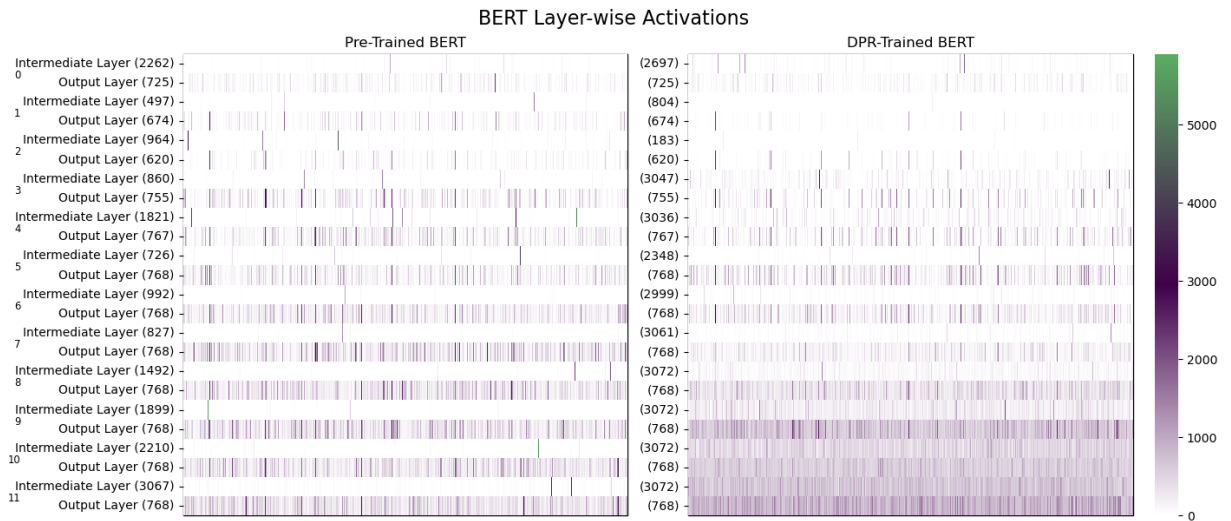 BERT Layer-wise Activations
Pre-Trained BERT
DPR-Trained BERT
Intermediate Layer (2262)
0
Output Layer (725)
Intermediate Layer (497)
1
Output Layer (674)
Intermediate Layer (964)
2
Output Layer (620)
Intermediate Layer (860)
3
Output Layer (755)
Intermediate Layer (1821)
4
Output Layer (767)
Intermediate Layer (726)
5
Output Layer (768)
Intermediate Layer (992)
6
Output Layer (768)
Intermediate Layer (827)
7
Output Layer (768)
Intermediate Layer (1492)
8
Output Layer (768)
Intermediate Layer (1899)
9
Output Layer (768)
Intermediate Layer (2210)
10
Output Layer (768)
Intermediate Layer (3067)
11
Output Layer (768)
(2697)
(725)
(804)
(674)
(183)
(620)
(3047)
(755)
(3036)
(767)
(2348)
(768)
(2999)
(768)
(3061)
(768)
(3072)
(768)
(3072)
(768)
(3072)
(768)
(3072)
(768)
5000
4000
3000
2000
1000
0